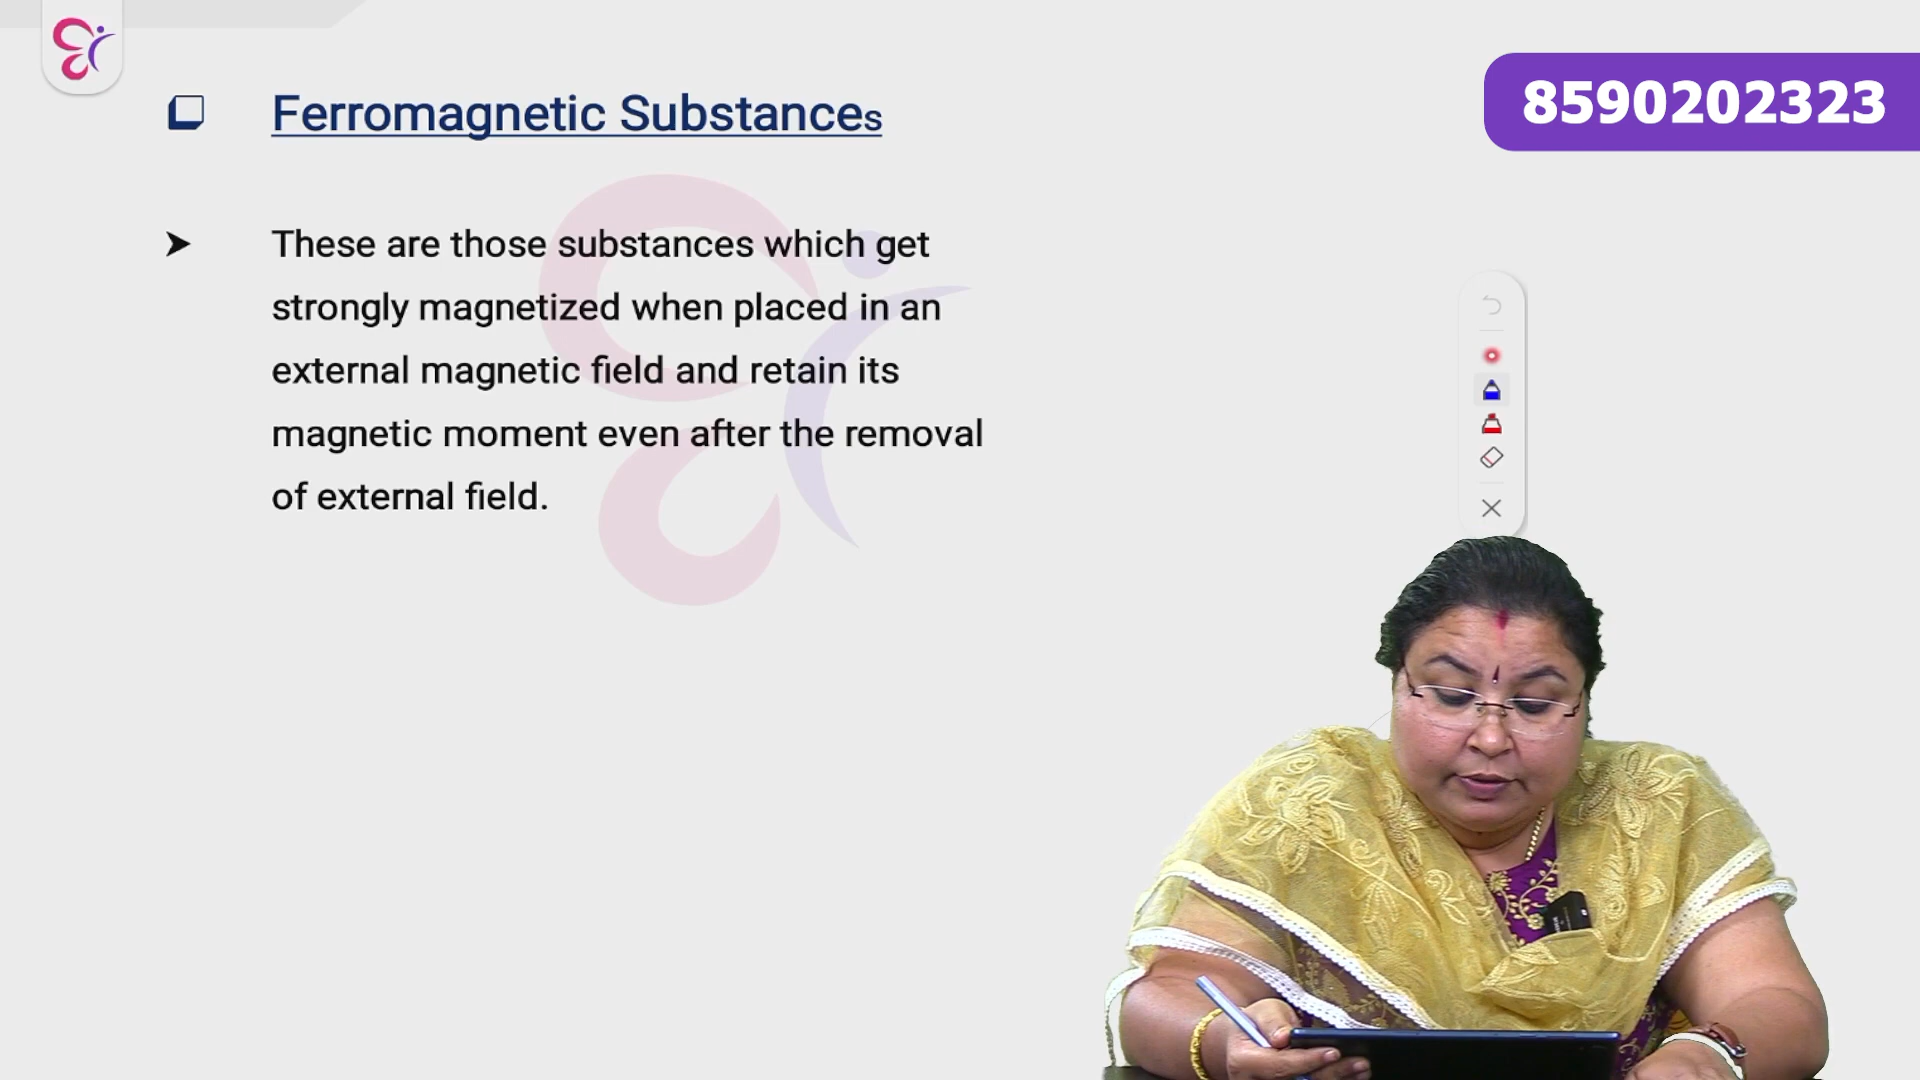 Ferromagnetic Substances
8590202323
➤ These are those substances which get
strongly magnetized when placed in an
external magnetic field and retain its
magnetic moment even after the removal
of external field.